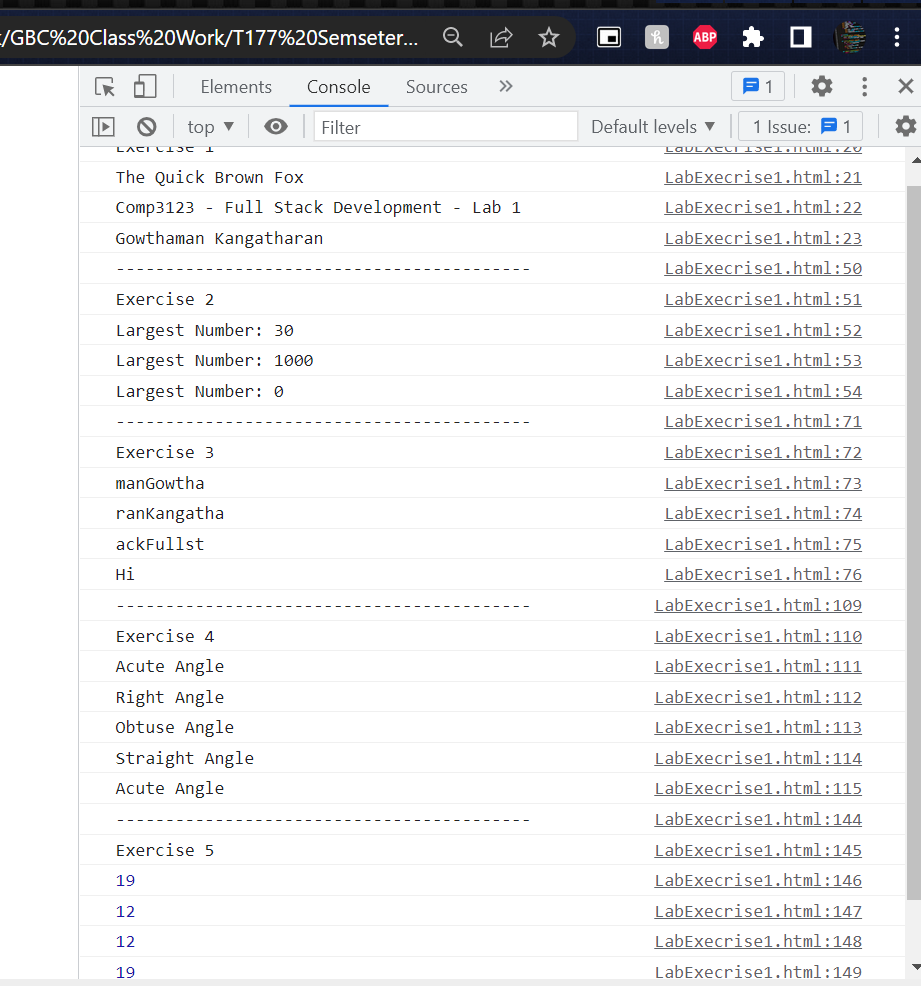 /GBC%20Class%20Work/T177%20Semseter...
ABP
Elements Console Sources » 1
top ▼ Filter Default levels ▼ 1 Issue: 1
Exercise 1 LabExecrise1.html:20
The Quick Brown Fox LabExecrise1.html:21
Comp3123 - Full Stack Development - Lab 1 LabExecrise1.html:22
Gowthaman Kangatharan LabExecrise1.html:23
------------------------------------------ LabExecrise1.html:50
Exercise 2 LabExecrise1.html:51
Largest Number: 30 LabExecrise1.html:52
Largest Number: 1000 LabExecrise1.html:53
Largest Number: 0 LabExecrise1.html:54
------------------------------------------ LabExecrise1.html:71
Exercise 3 LabExecrise1.html:72
manGowtha LabExecrise1.html:73
ranKangatha LabExecrise1.html:74
ackFullst LabExecrise1.html:75
Hi LabExecrise1.html:76
------------------------------------------ LabExecrise1.html:109
Exercise 4 LabExecrise1.html:110
Acute Angle LabExecrise1.html:111
Right Angle LabExecrise1.html:112
Obtuse Angle LabExecrise1.html:113
Straight Angle LabExecrise1.html:114
Acute Angle LabExecrise1.html:115
------------------------------------------ LabExecrise1.html:144
Exercise 5 LabExecrise1.html:145
19 LabExecrise1.html:146
12 LabExecrise1.html:147
12 LabExecrise1.html:148
19 LabExecrise1.html:149